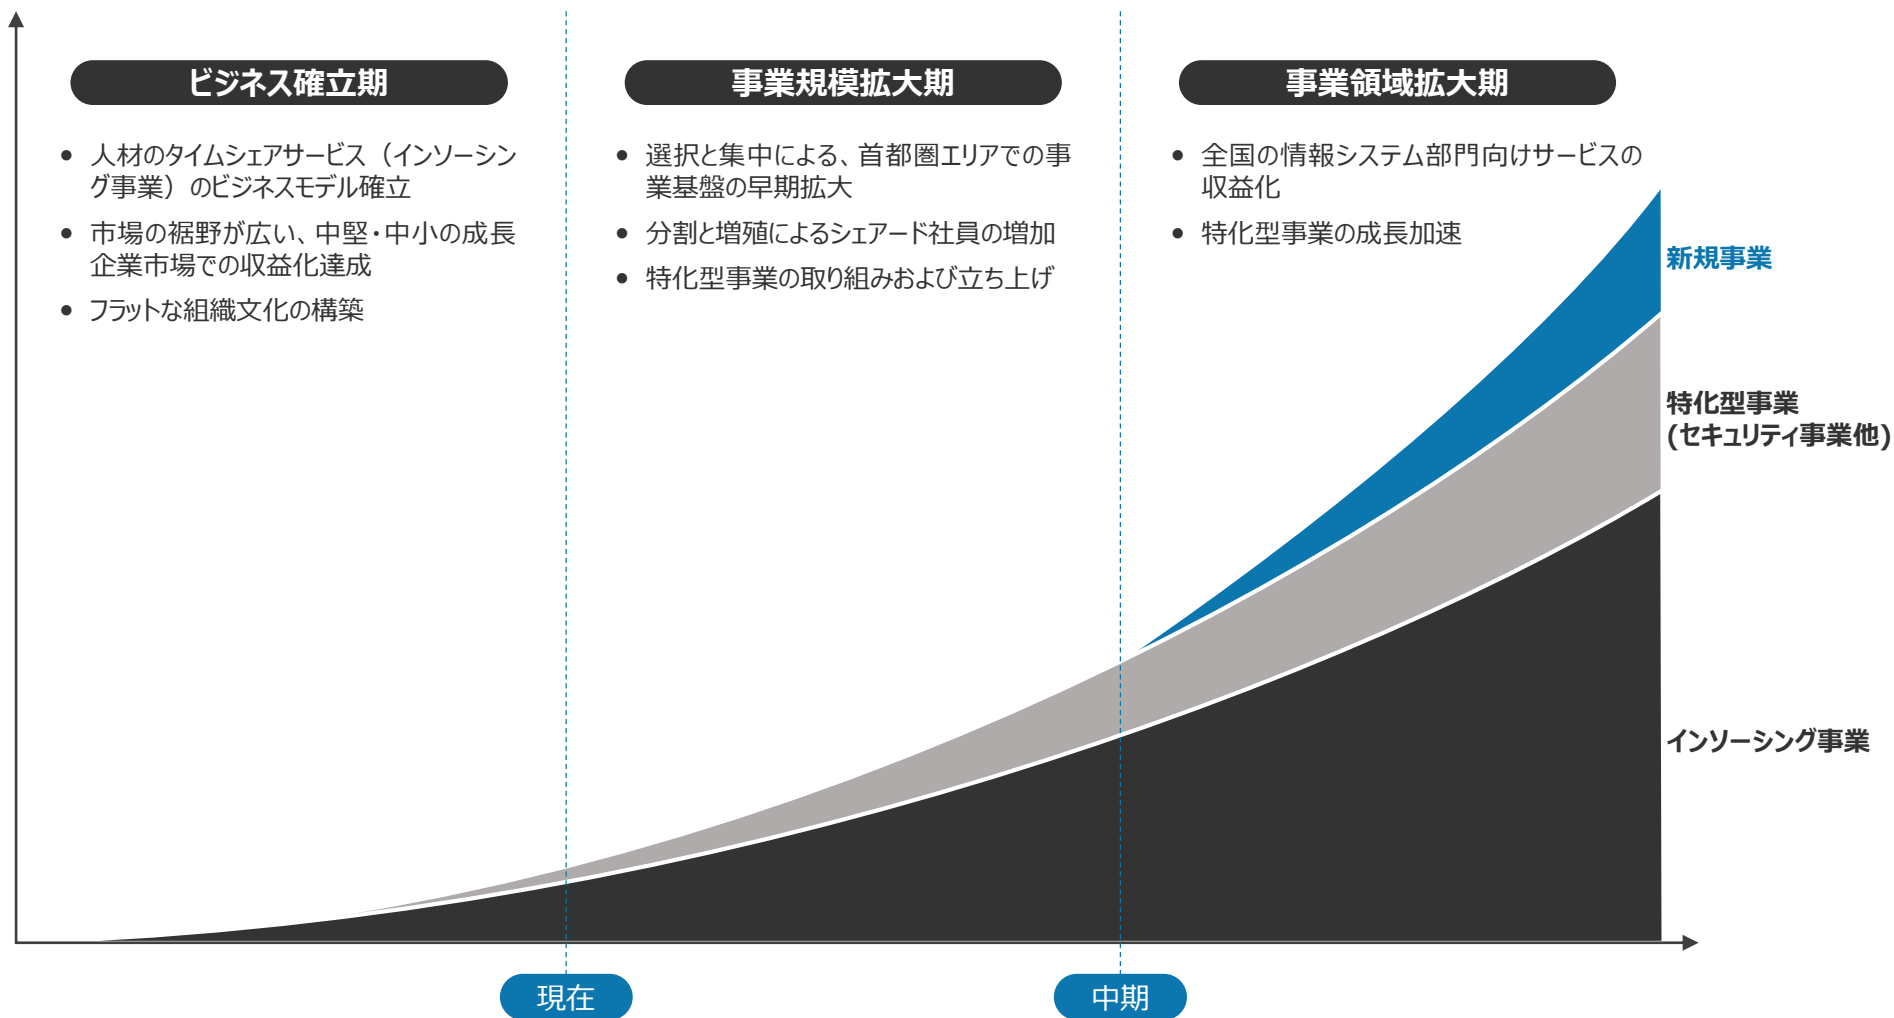 ビジネス確立期
• 人材のタイムシェアサービス（インソーシン
グ事業）のビジネスモデル確立
• 市場の裾野が広い、中堅・中小の成長
企業市場での収益化達成
• フラットな組織文化の構築
事業規模拡大期
• 選択と集中による、首都圏エリアでの事
業基盤の早期拡大
• 分割と増殖によるシェアード社員の増加
• 特化型事業の取り組みおよび立ち上げ
事業領域拡大期
• 全国の情報システム部門向けサービスの
収益化
• 特化型事業の成長加速
新規事業
特化型事業
(セキュリティ事業他)
インソーシング事業
現在
中期